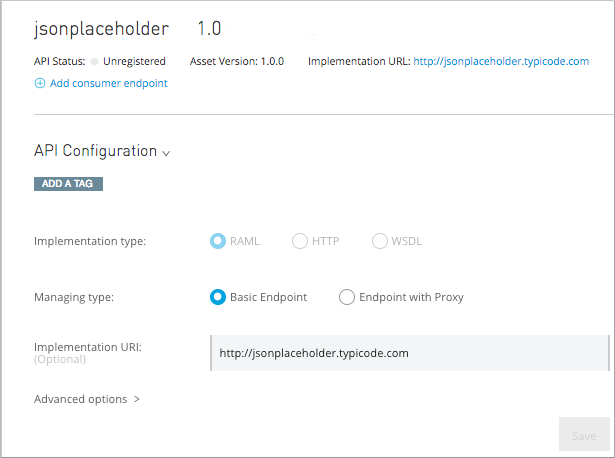 jsonplaceholder 1.0
API Status: Unregistered Asset Version: 1.0.0 Implementation URL: http://jsonplaceholder.typicode.com
Add consumer endpoint
API Configuration
ADD A TAG
Implementation type: RAML HTTP WSDL
Managing type: Basic Endpoint Endpoint with Proxy
Implementation URI: http://jsonplaceholder.typicode.com
(Optional)
Advanced options >
Save